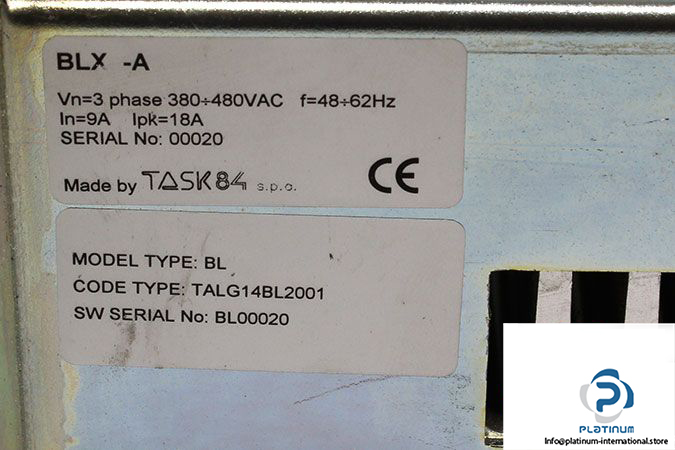 BLX -A
Vn=3 phase 380÷480VAC f=48÷62Hz
In=9A Ipk=18A
SERIAL No: 00020
Made by TASK84 s.p.a.
CE
MODEL TYPE: BL
CODE TYPE: TALG14BL2001
SW SERIAL No: BL00020
PLATINUM
Info@platinum-international.store